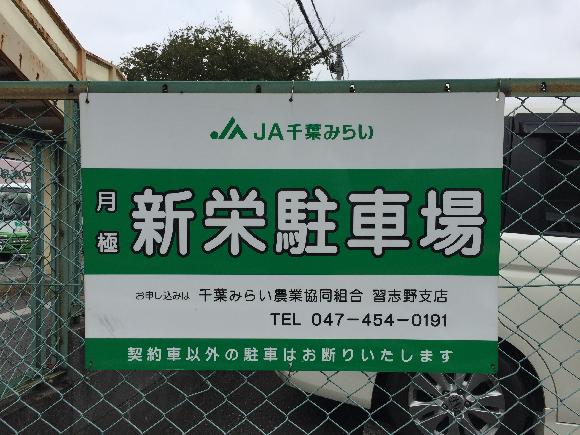 JA千葉みらい
月極 新栄駐車場
お申し込みは 千葉みらい農業協同組合 習志野支店
TEL 047-454-0191
契約車以外の駐車はお断りいたします